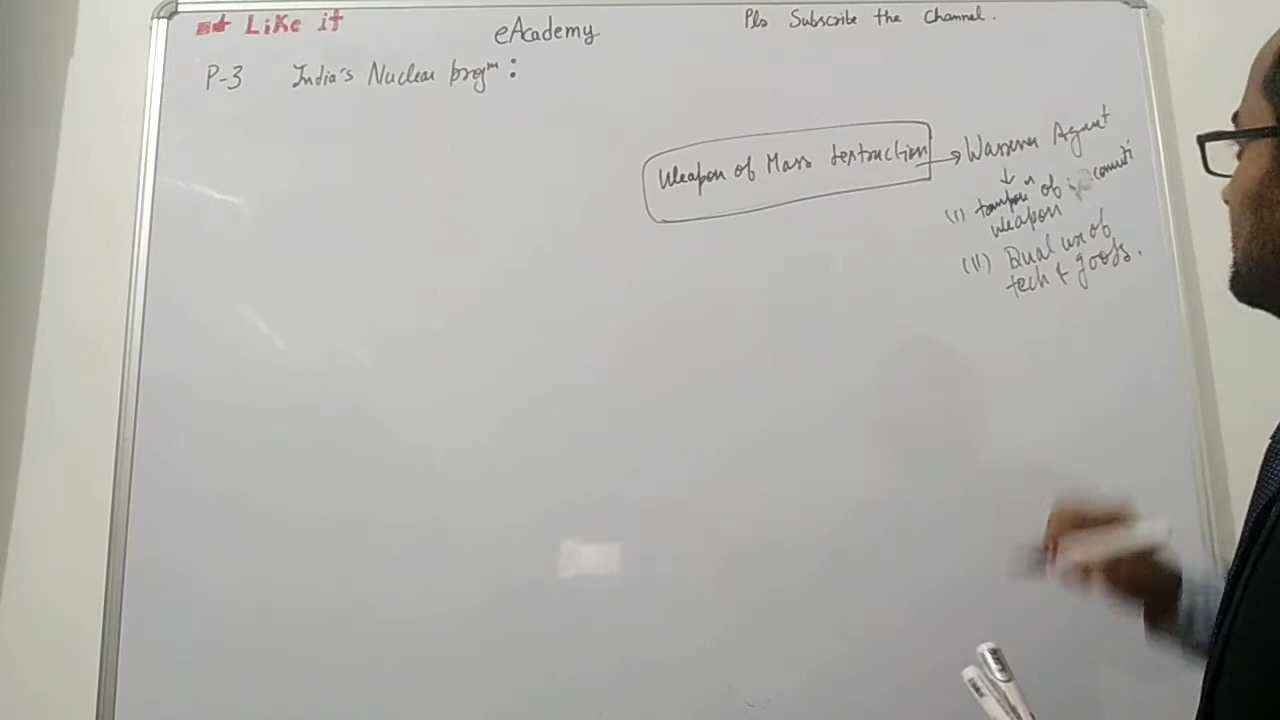 Like it
eAcademy
Pls Subscribe the Channel.
P-3 India's Nuclear progᵐ :
Weapon of Mass destruction → Wassenar Agent
↓
(I) of
weapon
(II) Dual use of
tech & goods.